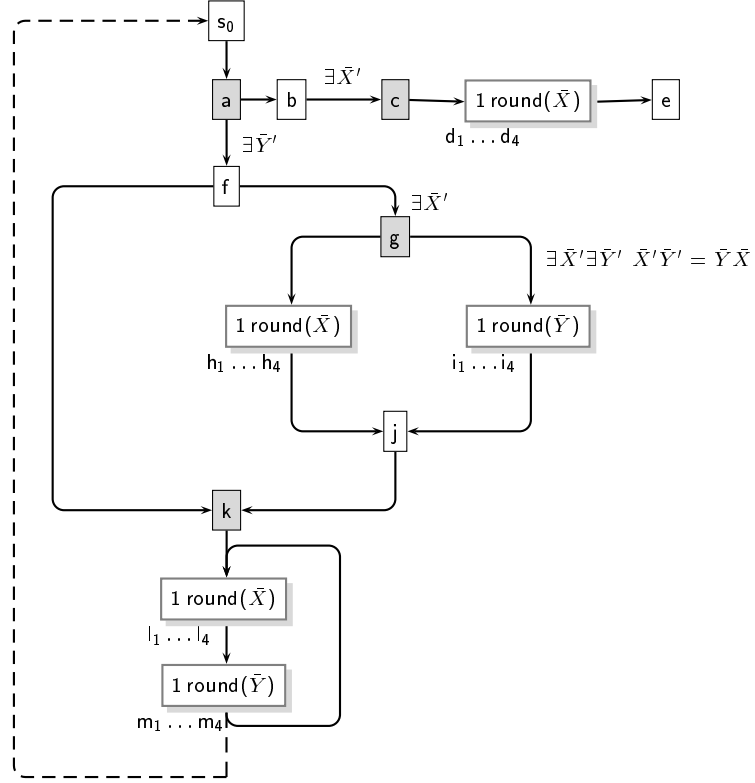 s₀
a b ∃X̄′ c 1 round(X̄) e
d₁ … d₄
∃Ȳ′
f
∃X̄′
g
∃X̄′∃Ȳ′ X̄′Ȳ′ = ȲX̄
1 round(X̄) 1 round(Ȳ)
h₁ … h₄ i₁ … i₄
j
k
1 round(X̄)
l₁ … l₄
1 round(Ȳ)
m₁ … m₄